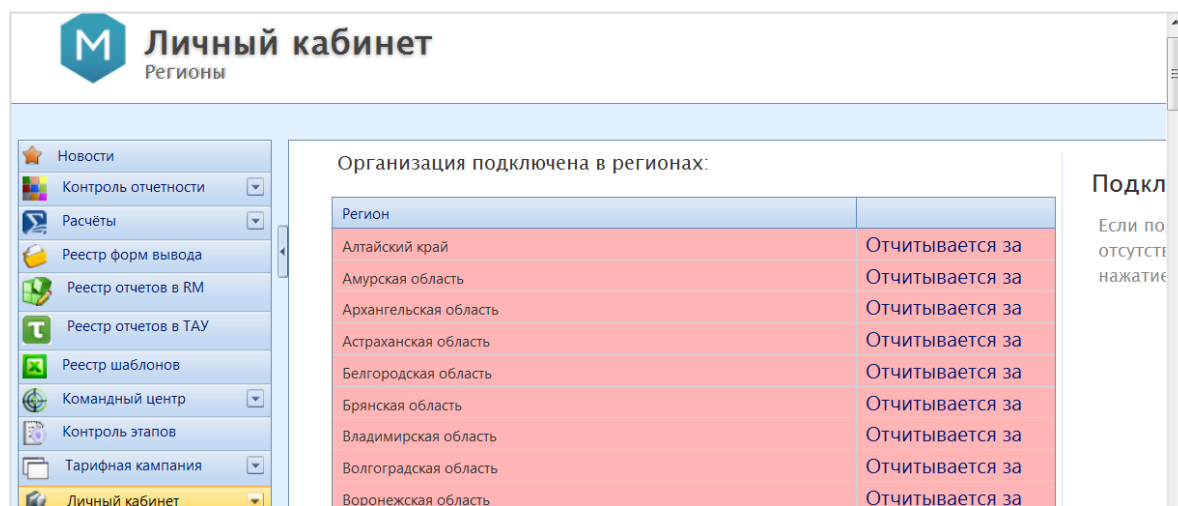 M
Личный кабинет
Регионы
Новости
Контроль отчетности
Расчёты
Реестр форм вывода
Реестр отчетов в RM
Реестр отчетов в ТАУ
Реестр шаблонов
Командный центр
Контроль этапов
Тарифная кампания
Личный кабинет
Организация подключена в регионах:
Регион
Алтайский край Отчитывается за
Амурская область Отчитывается за
Архангельская область Отчитывается за
Астраханская область Отчитывается за
Белгородская область Отчитывается за
Брянская область Отчитывается за
Владимирская область Отчитывается за
Волгоградская область Отчитывается за
Воронежская область Отчитывается за
Подкл
Если по
отсутств
нажатие